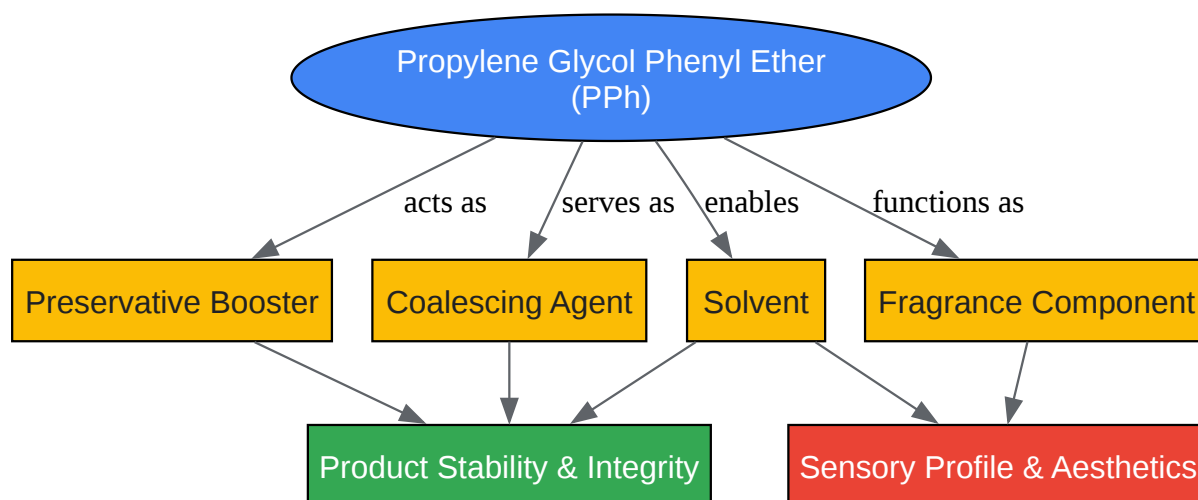 Propylene Glycol Phenyl Ether
(PPh)
acts as
serves as
enables
functions as
Preservative Booster
Coalescing Agent
Solvent
Fragrance Component
Product Stability & Integrity
Sensory Profile & Aesthetics